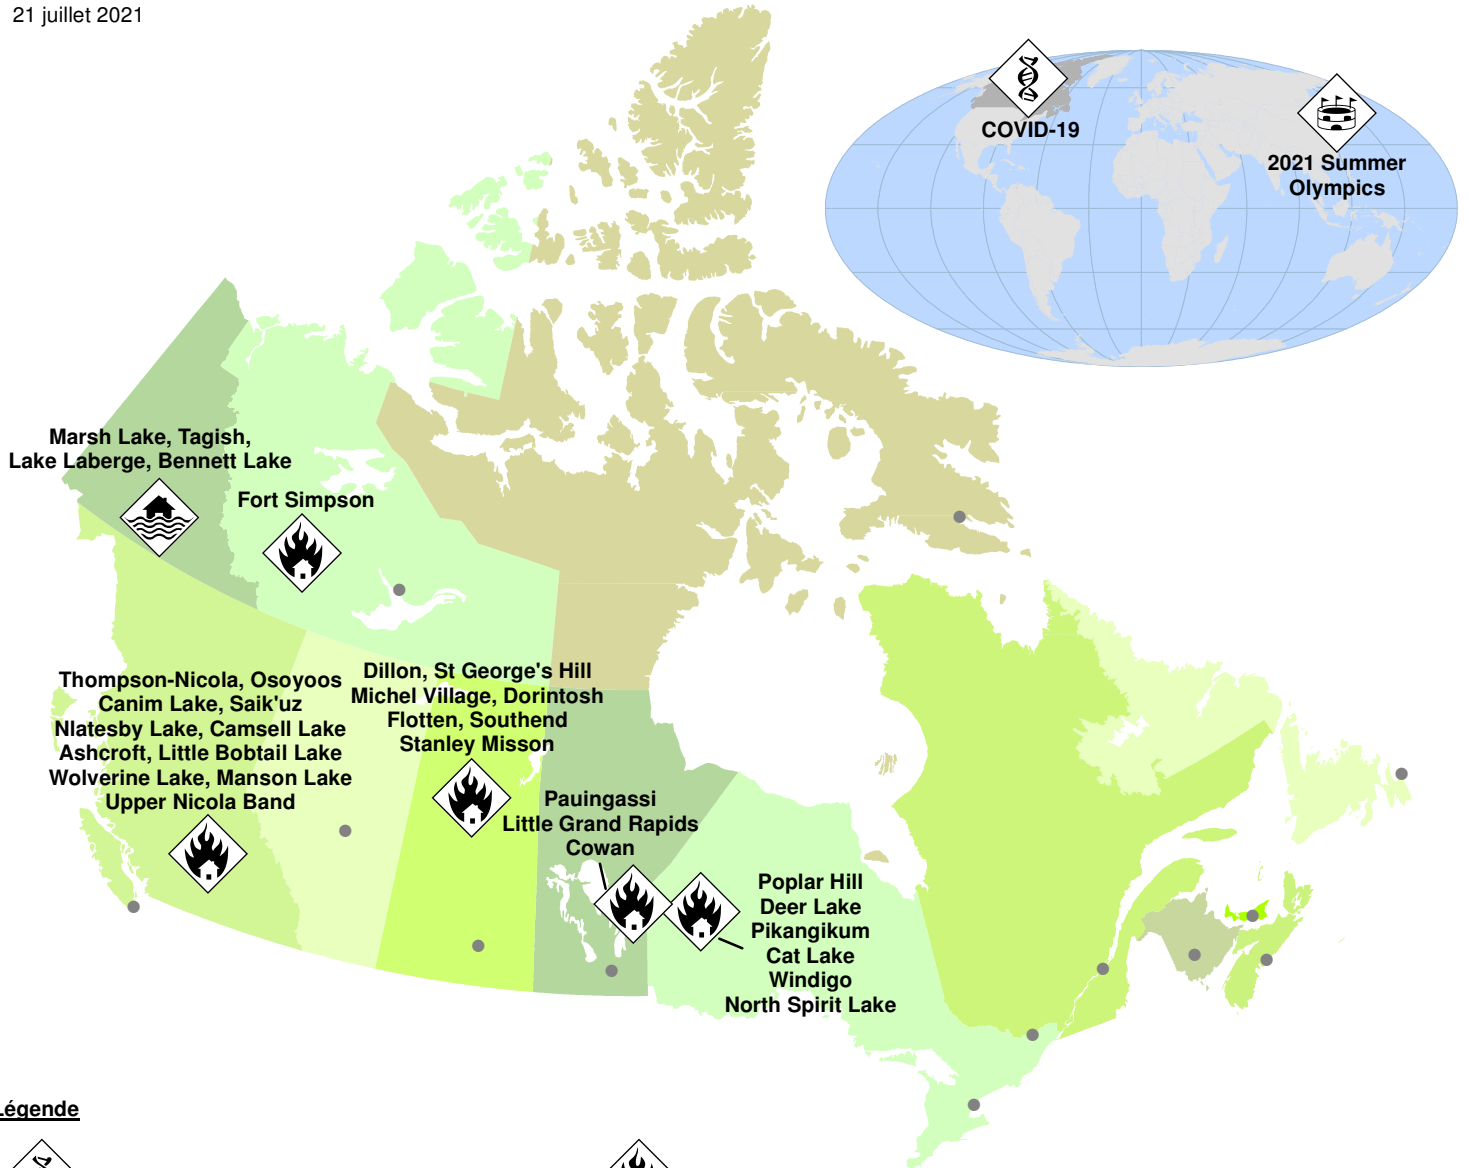 21 juillet 2021
COVID-19
2021 Summer
Olympics
Marsh Lake, Tagish,
Lake Laberge, Bennett Lake
Fort Simpson
Thompson-Nicola, Osoyoos
Canim Lake, Saik'uz
Nlatesby Lake, Camsell Lake
Ashcroft, Little Bobtail Lake
Wolverine Lake, Manson Lake
Upper Nicola Band
Dillon, St George's Hill
Michel Village, Dorintosh
Flotten, Southend
Stanley Misson
Pauingassi
Little Grand Rapids
Cowan
Poplar Hill
Deer Lake
Pikangikum
Cat Lake
Windigo
North Spirit Lake
Légende